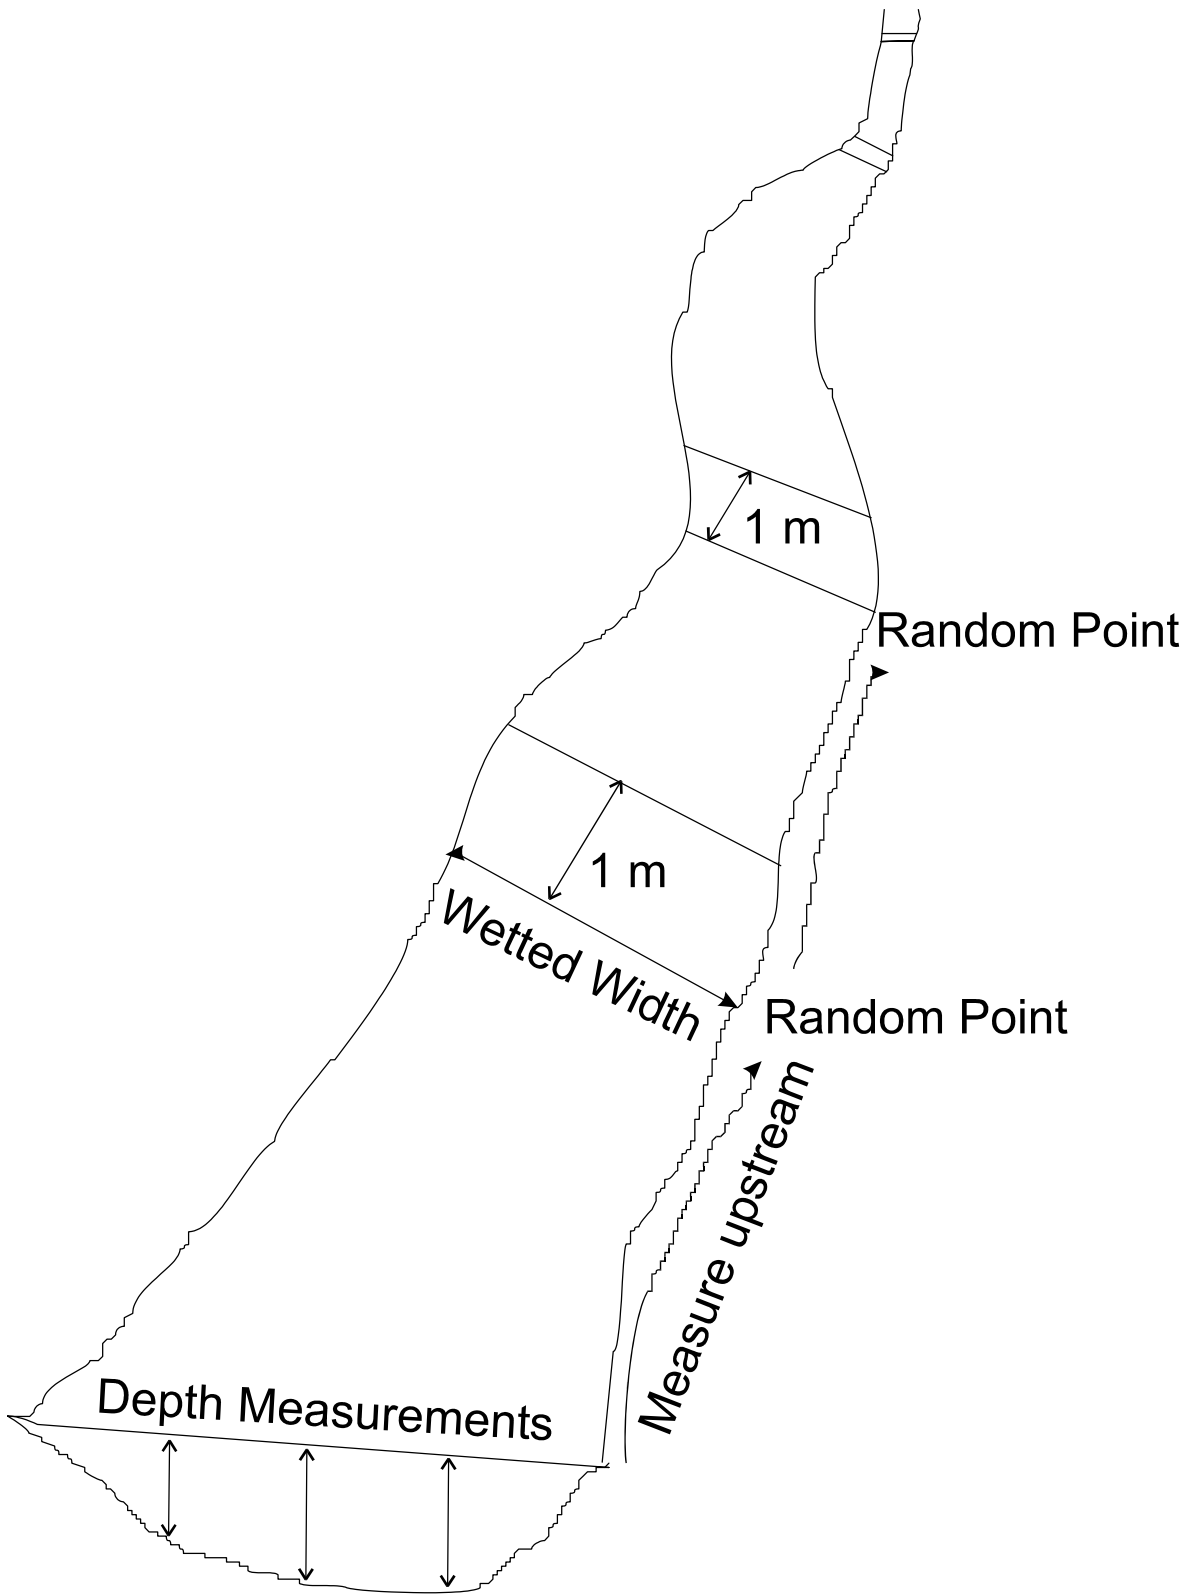 1 m
Random Point
1 m
Wetted Width
Random Point
Measure upstream
Depth Measurements